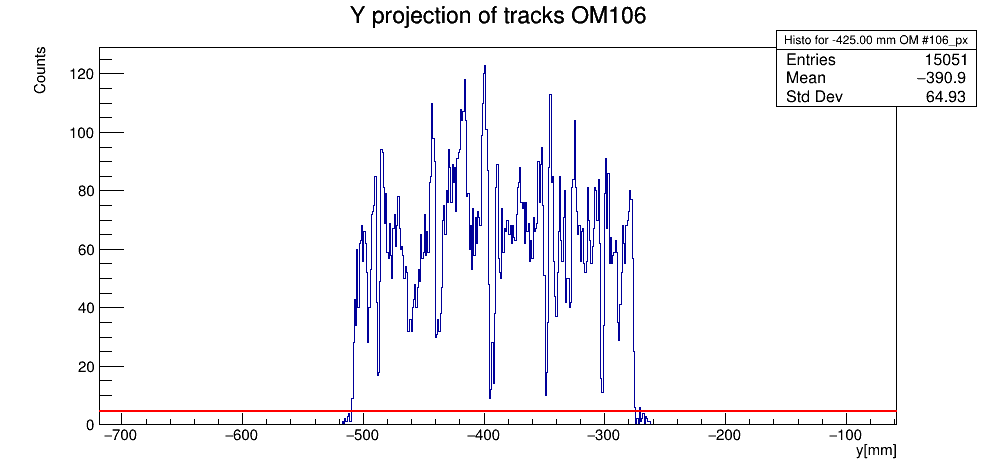 Y projection of tracks OM106
Histo for -425.00 mm OM #106_px
Entries 15051
Mean −390.9
Std Dev 64.93
Counts
120
100
80
60
40
20
0
−700 −600 −500 −400 −300 −200 −100
y[mm]